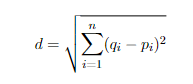 d = \sqrt{\sum_{i=1}^{n} (q_i - p_i)^2}